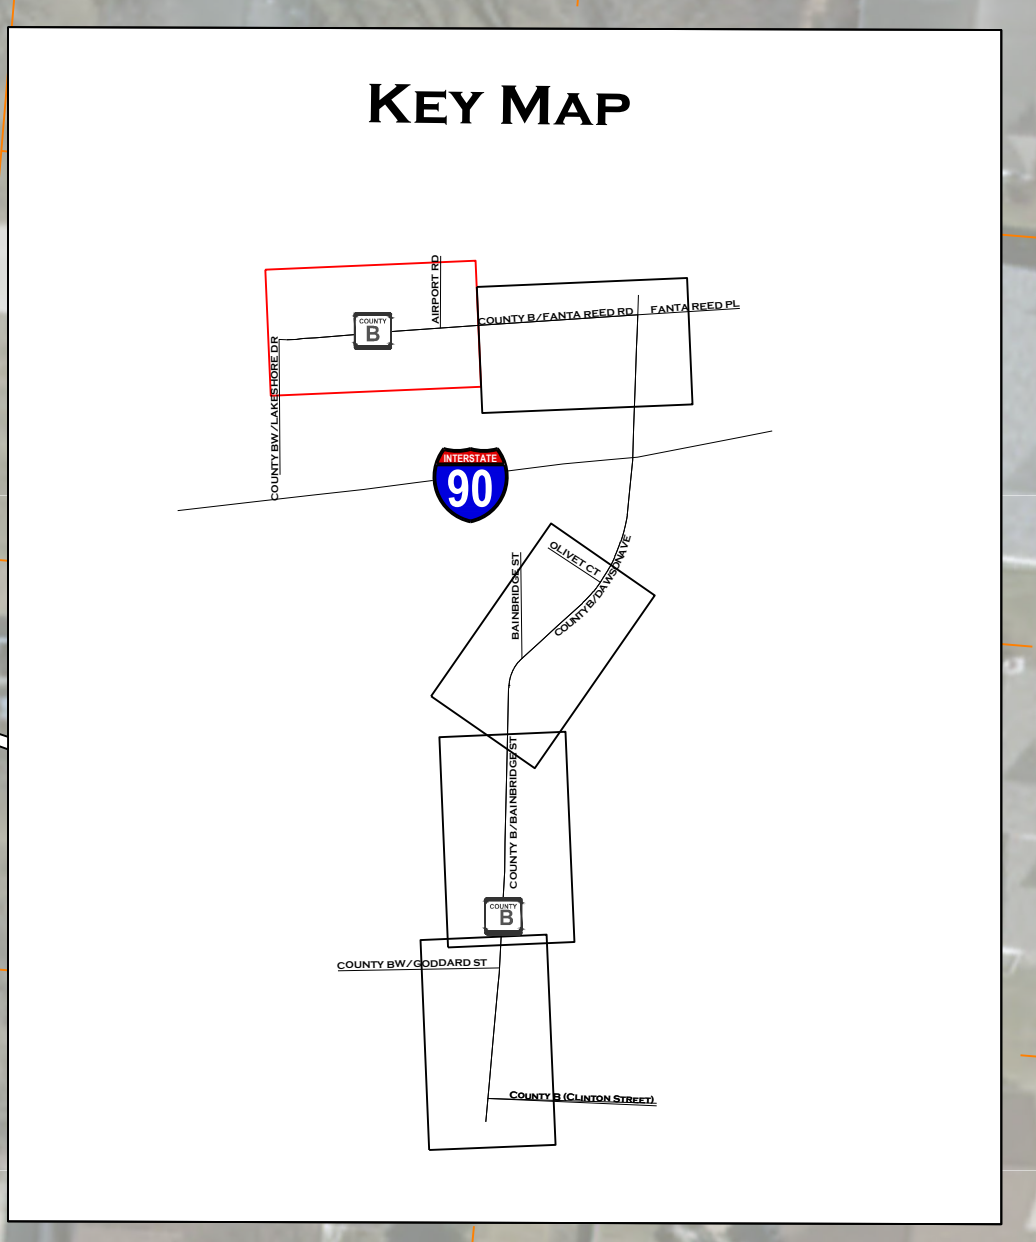 KEY MAP
AIRPORT RD
COUNTY B/FANTA REED RD
FANTA REED PL
COUNTY
B
COUNTY BW/LAKESHORE DR
INTERSTATE
90
OLIVET CT
BAINBRIDGE ST
COUNTY B/DAWSON AVE
COUNTY B/BAINBRIDGE ST
COUNTY
B
COUNTY BW/GODDARD ST
COUNTY B (CLINTON STREET)